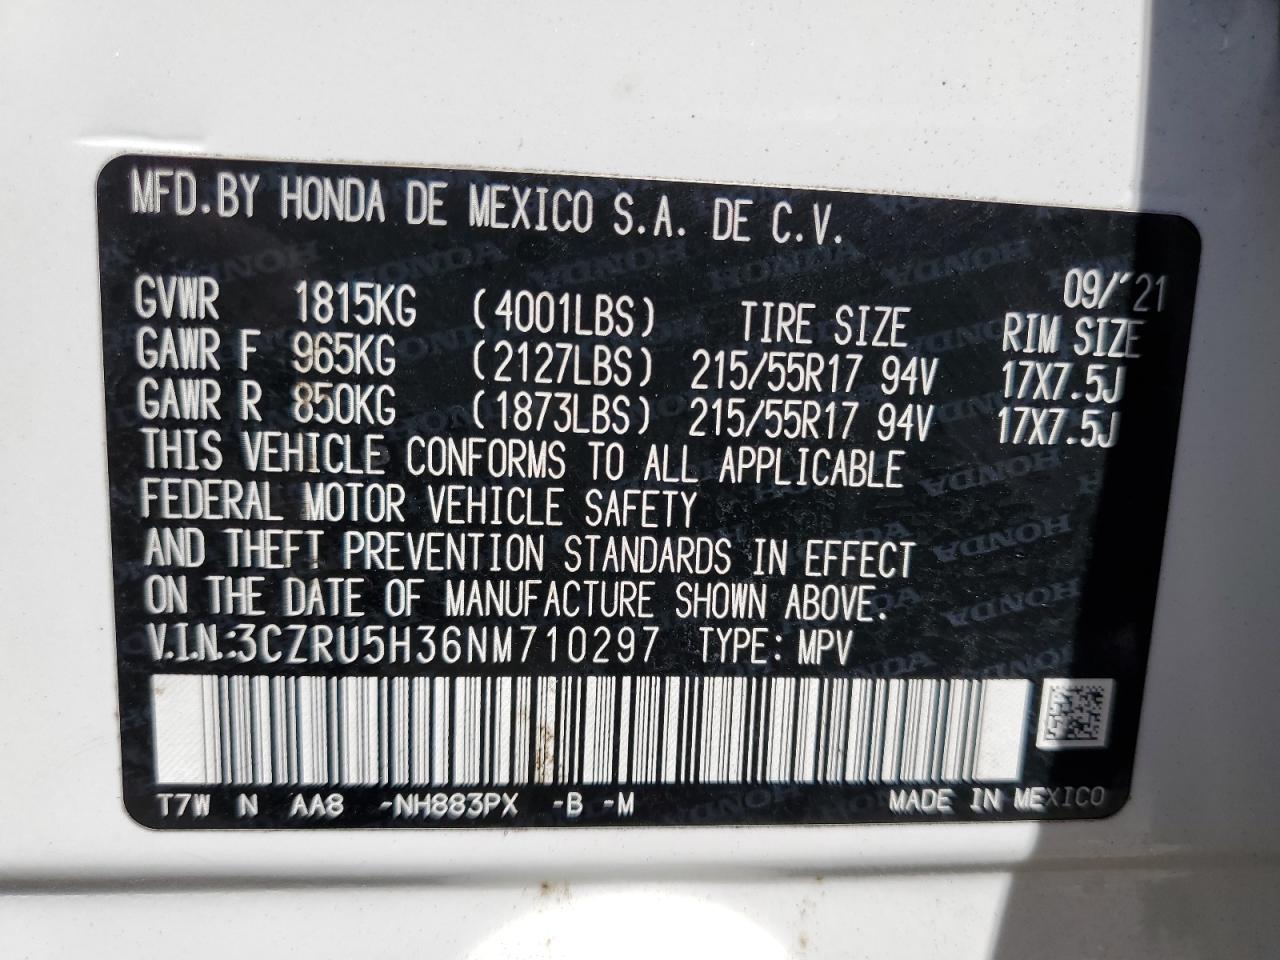 MFD.BY HONDA DE MEXICO S.A. DE C.V.
09/'21
GVWR 1815KG (4001LBS) TIRE SIZE RIM SIZE
GAWR F 965KG (2127LBS) 215/55R17 94V 17X7.5J
GAWR R 850KG (1873LBS) 215/55R17 94V 17X7.5J
THIS VEHICLE CONFORMS TO ALL APPLICABLE
FEDERAL MOTOR VEHICLE SAFETY
AND THEFT PREVENTION STANDARDS IN EFFECT
ON THE DATE OF MANUFACTURE SHOWN ABOVE.
V.I.N.:3CZRU5H36NM710297 TYPE: MPV
T7W N AA8 -NH883PX -B -M MADE IN MEXICO